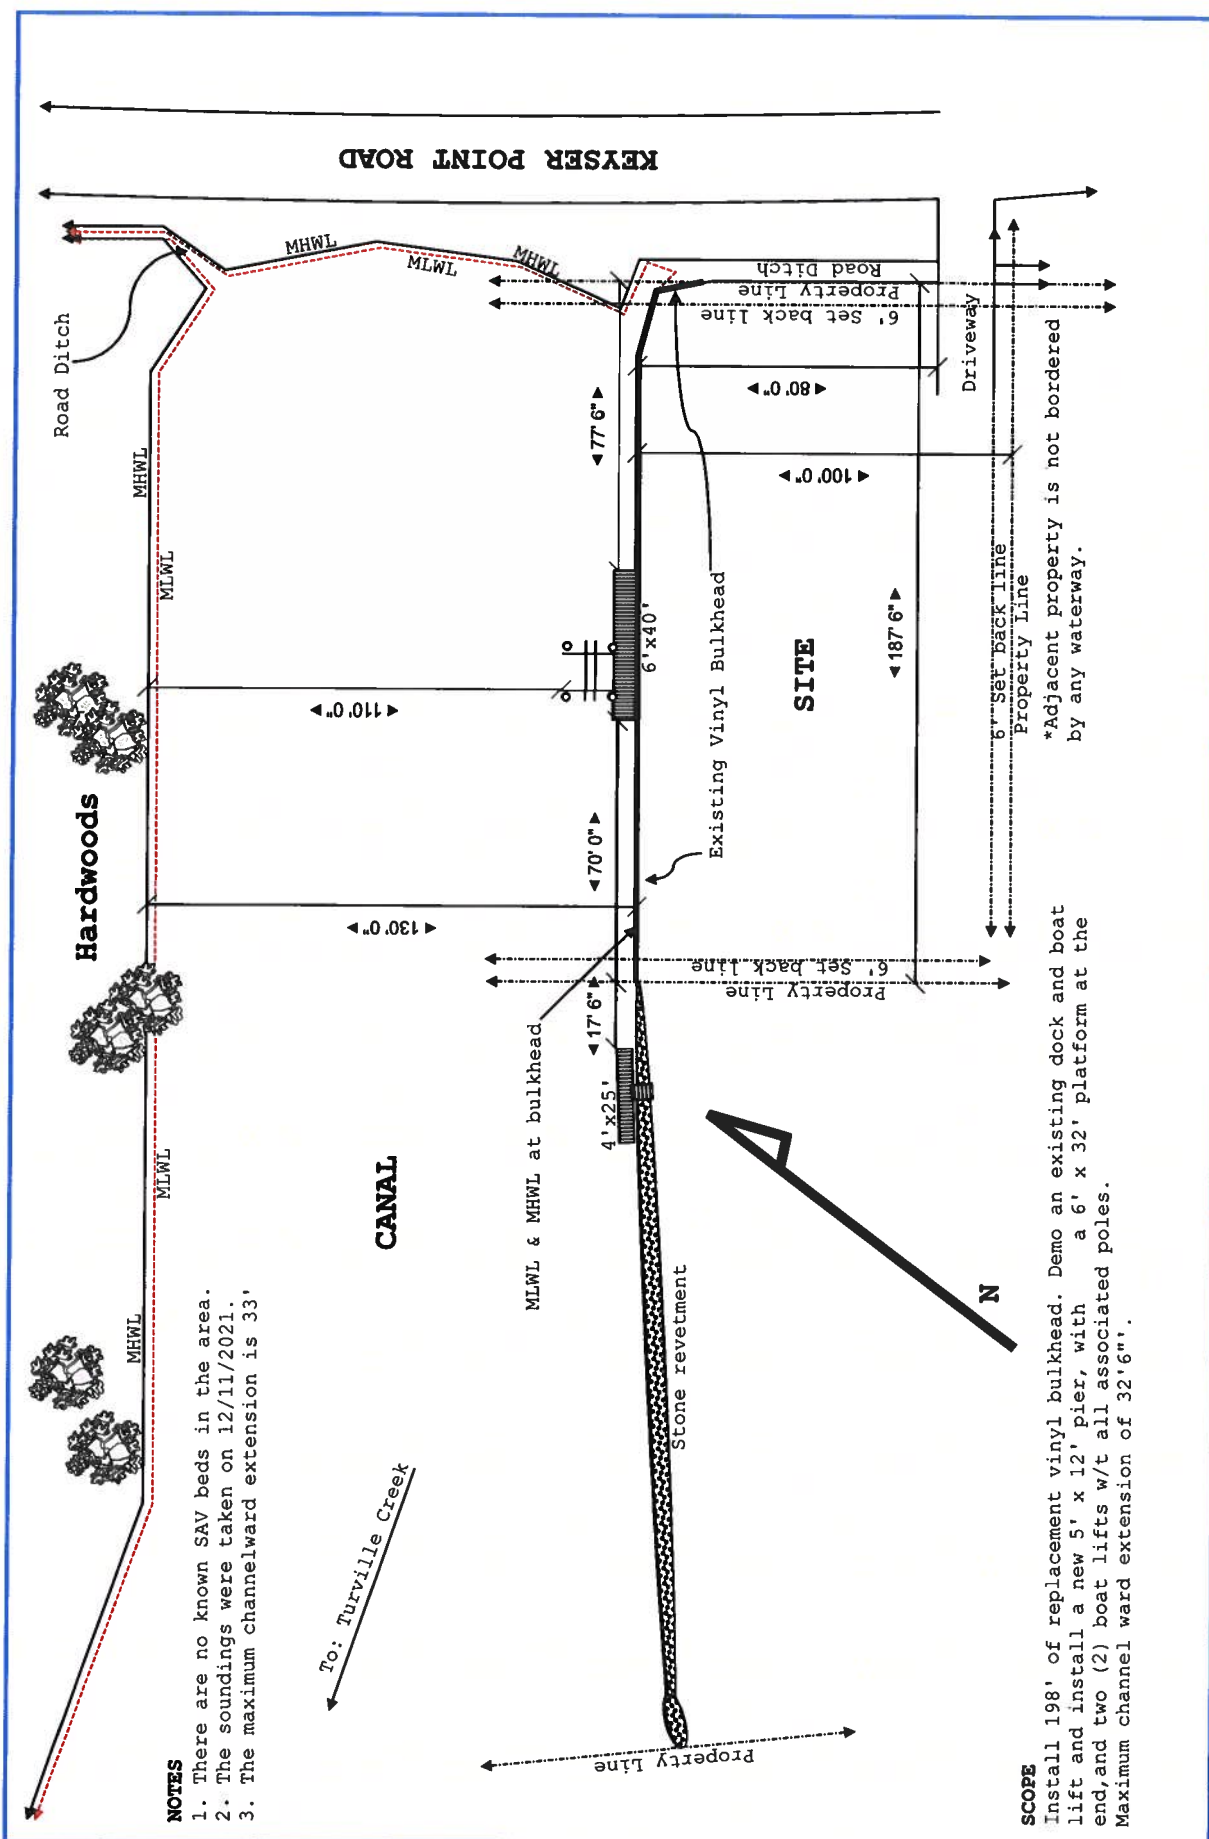 KEYSER POINT ROAD
Road Ditch
MHWL
MLWL
MHWL
MHWL
MLWL
Road Ditch
Property Line
6' Set back line
Driveway
◄80'0"►
◄100'0"►
◄77'6"►
6'x40'
Existing Vinyl Bulkhead
SITE
◄187'6"►
6' Set back line
Property Line
*Adjacent property is not bordered
by any waterway.
Hardwoods
◄110'0"►
◄130'0"►
◄70'0"►
6' Set back line
Property Line
◄17'6"►
4'x25'
MLWL & MHWL at bulkhead
CANAL
MLWL
MHWL
Stone revetment
N
To: Turville Creek
Property Line
NOTES
1. There are no known SAV beds in the area.
2. The soundings were taken on 12/11/2021.
3. The maximum channelward extension is 33'
SCOPE
Install 198' of replacement vinyl bulkhead. Demo an existing dock and boat
lift and install a new 5' x 12' pier, with a 6' x 32' platform at the
end,and two (2) boat lifts w/t all associated poles.
Maximum channel ward extension of 32'6"'.